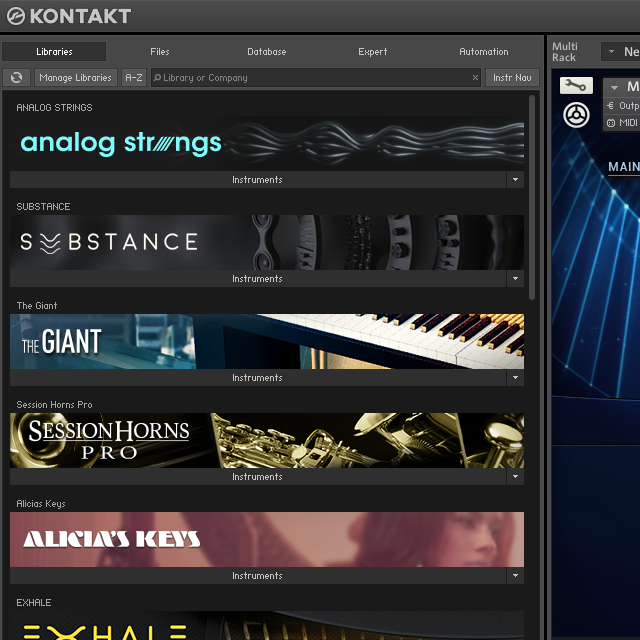 KONTAKT
Libraries Files Database Expert Automation
Manage Libraries A-Z Library or Company × Instr Nav
ANALOG STRINGS
analog strings
Instruments
SUBSTANCE
SUBSTANCE
Instruments
The Giant
THE GIANT
Instruments
Session Horns Pro
SESSION HORNS
PRO
Instruments
Alicias Keys
ALICIA'S KEYS
Instruments
EXHALE
EXHALE
Multi
Rack
Ne
M
Outp
MIDI
MAIN